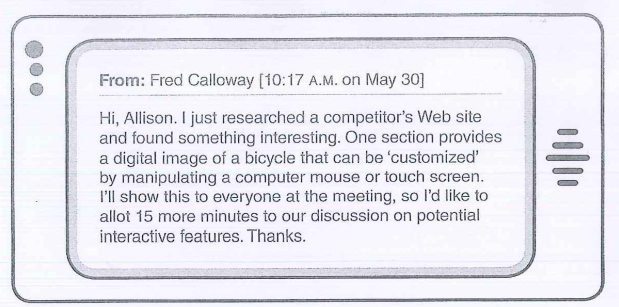 From: Fred Calloway [10:17 A.M. on May 30]
Hi, Allison. I just researched a competitor's Web site
and found something interesting. One section provides
a digital image of a bicycle that can be 'customized'
by manipulating a computer mouse or touch screen.
I'll show this to everyone at the meeting, so I'd like to
allot 15 more minutes to our discussion on potential
interactive features. Thanks.